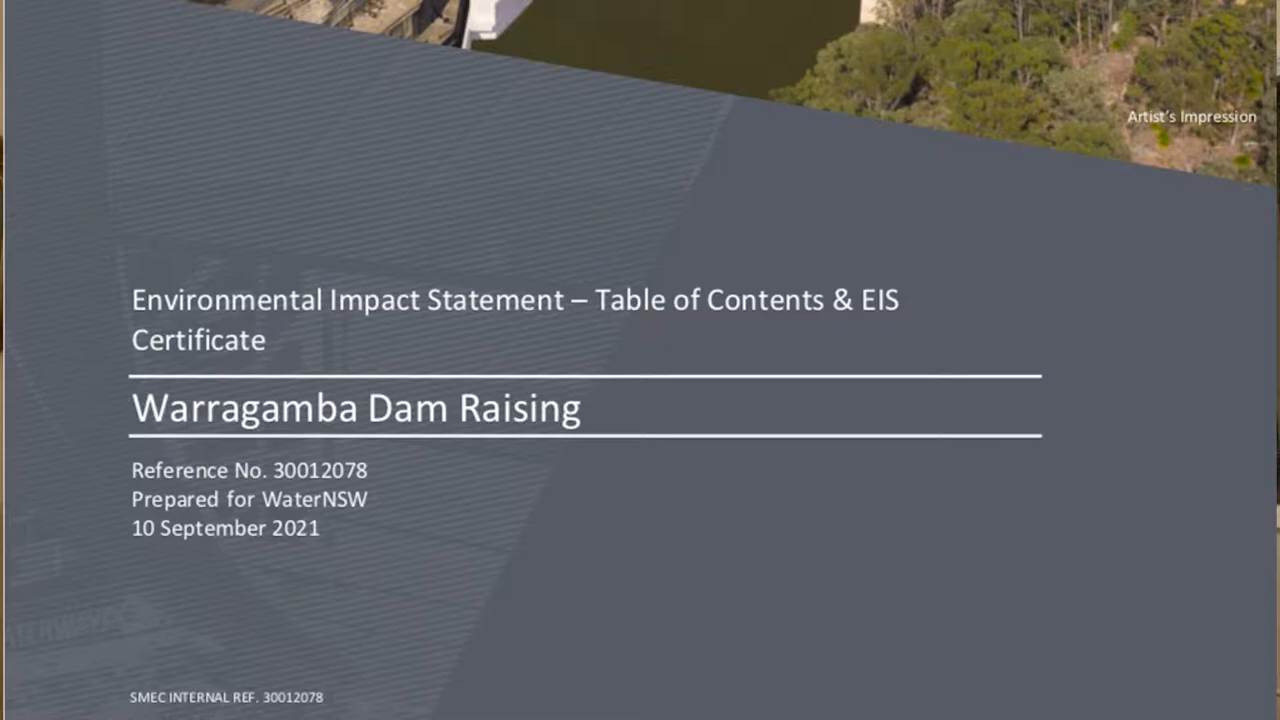 Artist's Impression
Environmental Impact Statement – Table of Contents & EIS
Certificate
Warragamba Dam Raising
Reference No. 30012078
Prepared for WaterNSW
10 September 2021
SMEC INTERNAL REF. 30012078